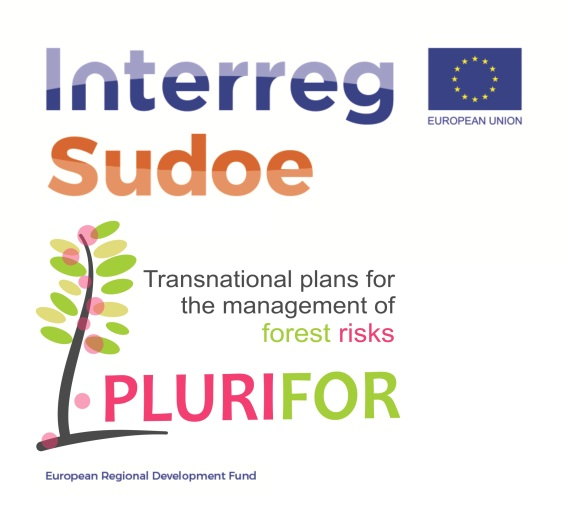 Interreg
EUROPEAN UNION
Sudoe
Transnational plans for
the management of
forest risks
PLURIFOR
European Regional Development Fund